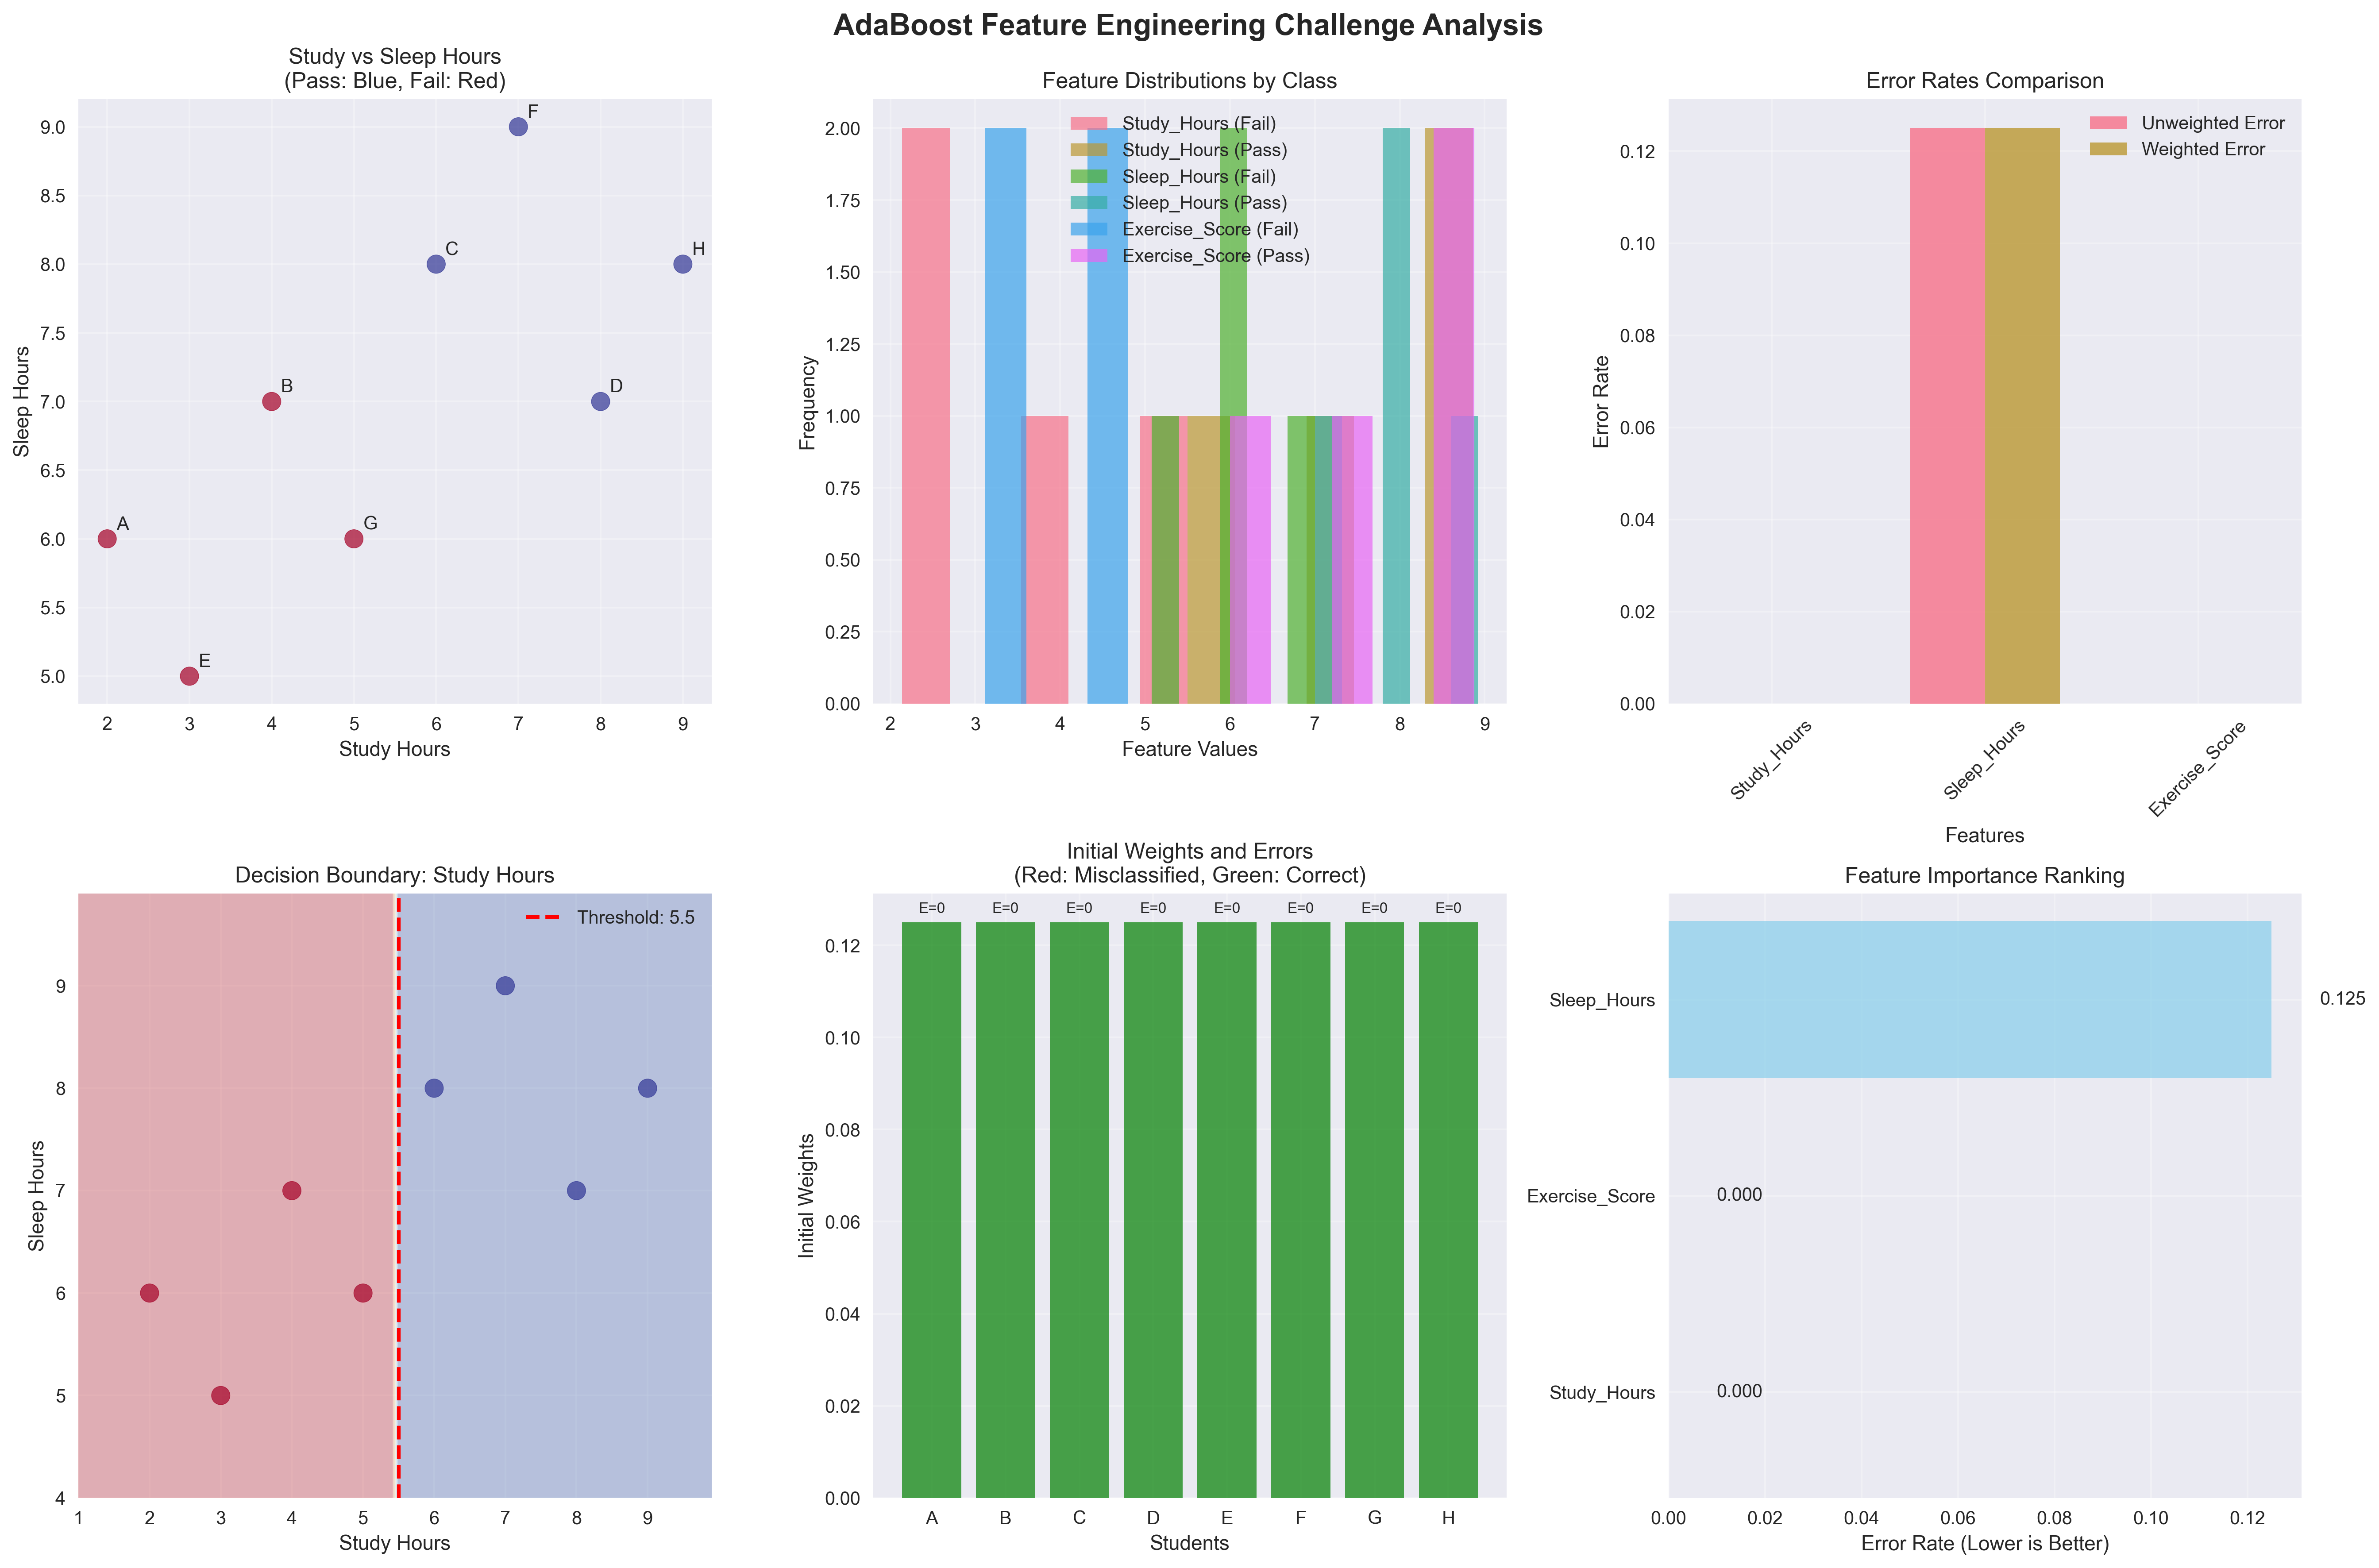 AdaBoost Feature Engineering Challenge Analysis
Study vs Sleep Hours
(Pass: Blue, Fail: Red)
9.0
8.5
8.0
7.5
7.0
6.5
6.0
5.5
5.0
Sleep Hours
F
C
H
B
D
A
G
E
2 3 4 5 6 7 8 9
Study Hours
Feature Distributions by Class
Study_Hours (Fail)
Study_Hours (Pass)
Sleep_Hours (Fail)
Sleep_Hours (Pass)
Exercise_Score (Fail)
Exercise_Score (Pass)
2.00
1.75
1.50
1.25
1.00
0.75
0.50
0.25
0.00
Frequency
2 3 4 5 6 7 8 9
Feature Values
Error Rates Comparison
Unweighted Error
Weighted Error
0.12
0.10
0.08
0.06
0.04
0.02
0.00
Error Rate
Study_Hours
Sleep_Hours
Exercise_Score
Features
Decision Boundary: Study Hours
Threshold: 5.5
9
8
7
6
5
4
Sleep Hours
1 2 3 4 5 6 7 8 9
Study Hours
Initial Weights and Errors
(Red: Misclassified, Green: Correct)
E=0 E=0 E=0 E=0 E=0 E=0 E=0 E=0
0.12
0.10
0.08
0.06
0.04
0.02
0.00
Initial Weights
A B C D E F G H
Students
Feature Importance Ranking
Sleep_Hours
0.125
Exercise_Score
0.000
Study_Hours
0.000
0.00 0.02 0.04 0.06 0.08 0.10 0.12
Error Rate (Lower is Better)